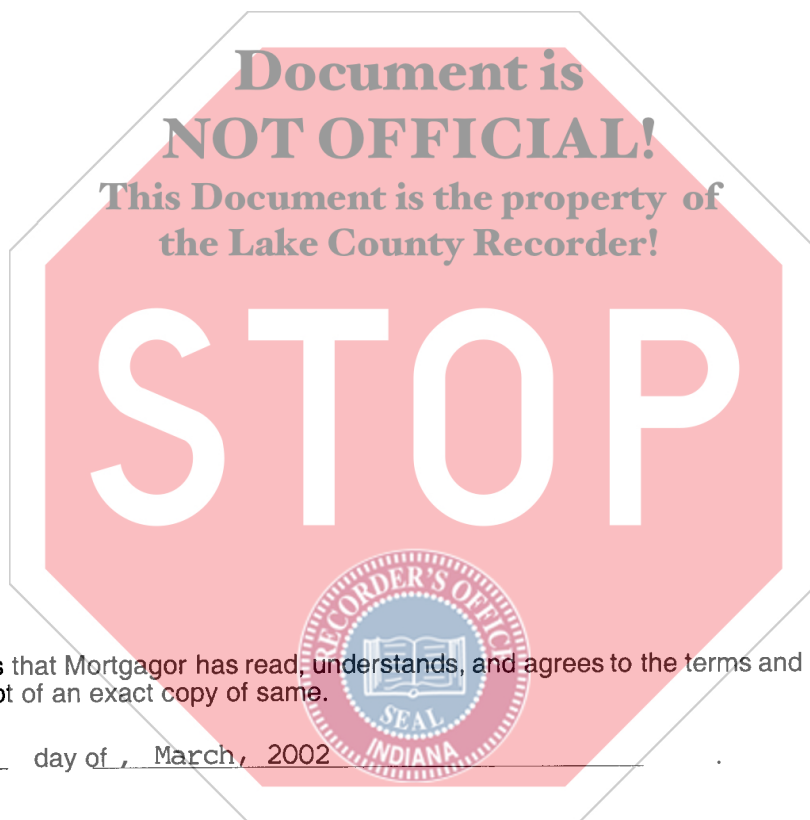 Document is
NOT OFFICIAL!
This Document is the property of
the Lake County Recorder!
STOP
RECORDER'S OFFICE
s that Mortgagor has read, understands, and agrees to the terms and
of an exact copy of same.
SEAL
day of , March, 2002 .
INDIANA